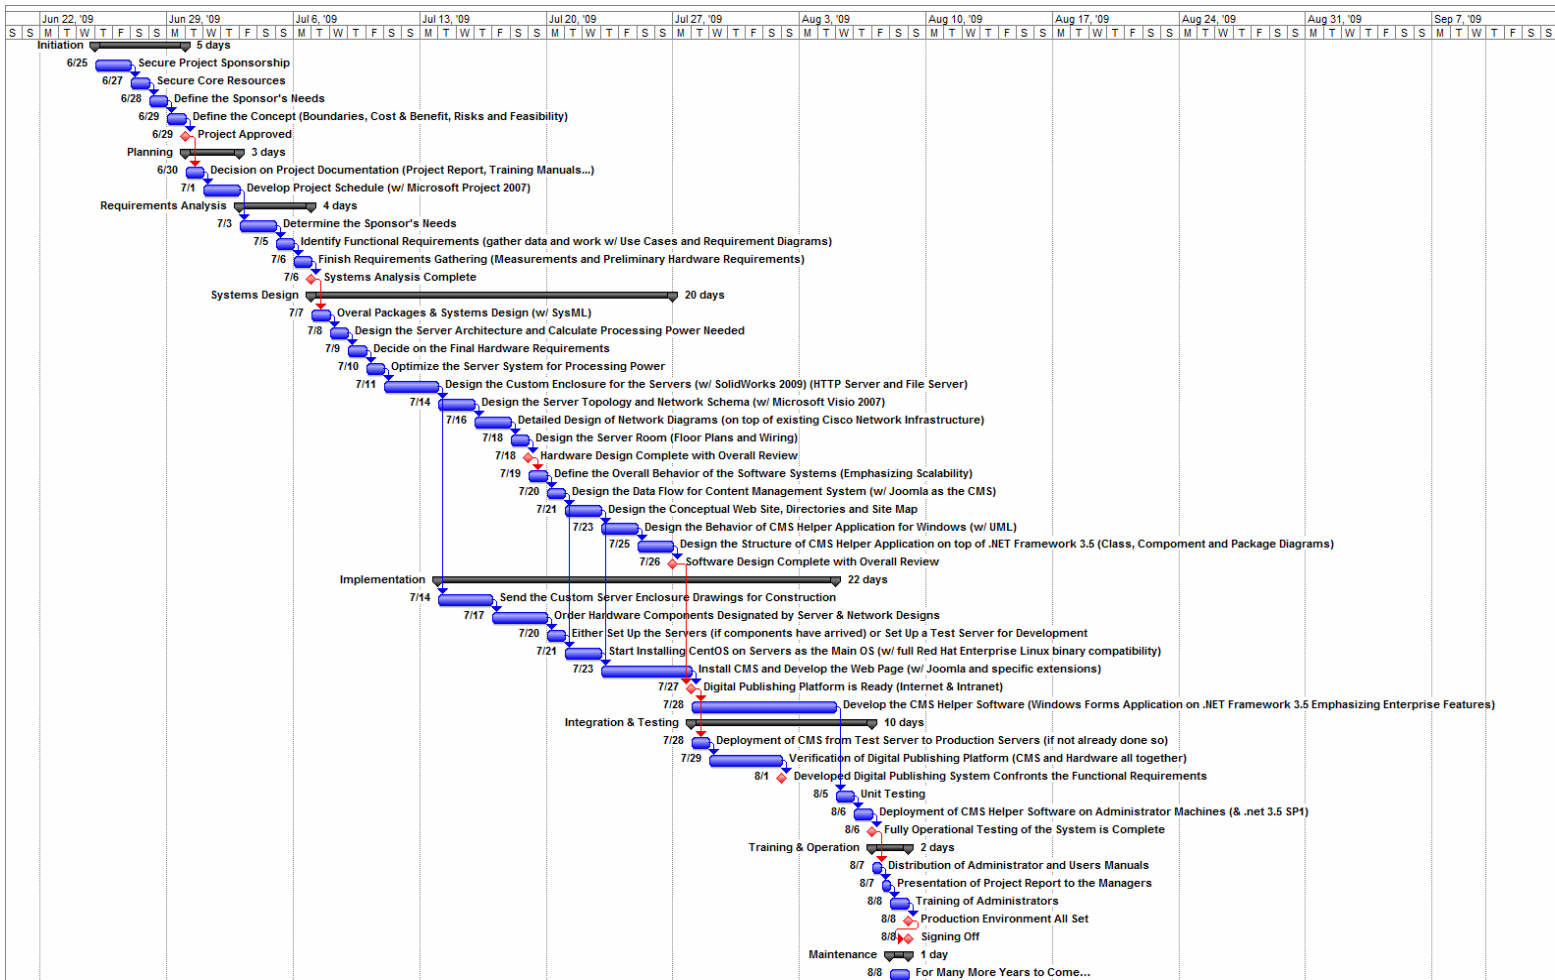 Jun 22, '09 Jun 29, '09 Jul 6, '09 Jul 13, '09 Jul 20, '09 Jul 27, '09 Aug 3, '09 Aug 10, '09 Aug 17, '09 Aug 24, '09 Aug 31, '09 Sep 7, '09
S S M T W T F S S M T W T F S S M T W T F S S M T W T F S S M T W T F S S M T W T F S S M T W T F S S M T W T F S S M T W T F S S M T W T F S S M T W T F S S M T W T F S
Initiation 5 days
6/25 Secure Project Sponsorship
6/27 Secure Core Resources
6/28 Define the Sponsor's Needs
6/29 Define the Concept (Boundaries, Cost & Benefit, Risks and Feasibility)
6/29 Project Approved
Planning 3 days
6/30 Decision on Project Documentation (Project Report, Training Manuals...)
7/1 Develop Project Schedule (w/ Microsoft Project 2007)
Requirements Analysis 4 days
7/3 Determine the Sponsor's Needs
7/5 Identify Functional Requirements (gather data and work w/ Use Cases and Requirement Diagrams)
7/6 Finish Requirements Gathering (Measurements and Preliminary Hardware Requirements)
7/6 Systems Analysis Complete
Systems Design 20 days
7/7 Overal Packages & Systems Design (w/ SysML)
7/8 Design the Server Architecture and Calculate Processing Power Needed
7/9 Decide on the Final Hardware Requirements
7/10 Optimize the Server System for Processing Power
7/11 Design the Custom Enclosure for the Servers (w/ SolidWorks 2009) (HTTP Server and File Server)
7/14 Design the Server Topology and Network Schema (w/ Microsoft Visio 2007)
7/16 Detailed Design of Network Diagrams (on top of existing Cisco Network Infrastructure)
7/18 Design the Server Room (Floor Plans and Wiring)
7/18 Hardware Design Complete with Overall Review
7/19 Define the Overall Behavior of the Software Systems (Emphasizing Scalability)
7/20 Design the Data Flow for Content Management System (w/ Joomla as the CMS)
7/21 Design the Conceptual Web Site, Directories and Site Map
7/23 Design the Behavior of CMS Helper Application for Windows (w/ UML)
7/25 Design the Structure of CMS Helper Application on top of .NET Framework 3.5 (Class, Compoment and Package Diagrams)
7/26 Software Design Complete with Overall Review
Implementation 22 days
7/14 Send the Custom Server Enclosure Drawings for Construction
7/17 Order Hardware Components Designated by Server & Network Designs
7/20 Either Set Up the Servers (if components have arrived) or Set Up a Test Server for Development
7/21 Start Installing CentOS on Servers as the Main OS (w/ full Red Hat Enterprise Linux binary compatibility)
7/23 Install CMS and Develop the Web Page (w/ Joomla and specific extensions)
7/27 Digital Publishing Platform is Ready (Internet & Intranet)
7/28 Develop the CMS Helper Software (Windows Forms Application on .NET Framework 3.5 Emphasizing Enterprise Features)
Integration & Testing 10 days
7/28 Deployment of CMS from Test Server to Production Servers (if not already done so)
7/29 Verification of Digital Publishing Platform (CMS and Hardware all together)
8/1 Developed Digital Publishing System Confronts the Functional Requirements
8/5 Unit Testing
8/6 Deployment of CMS Helper Software on Administrator Machines (& .net 3.5 SP1)
8/6 Fully Operational Testing of the System is Complete
Training & Operation 2 days
8/7 Distribution of Administrator and Users Manuals
8/7 Presentation of Project Report to the Managers
8/8 Training of Administrators
8/8 Production Environment All Set
8/8 Signing Off
Maintenance 1 day
8/8 For Many More Years to Come...